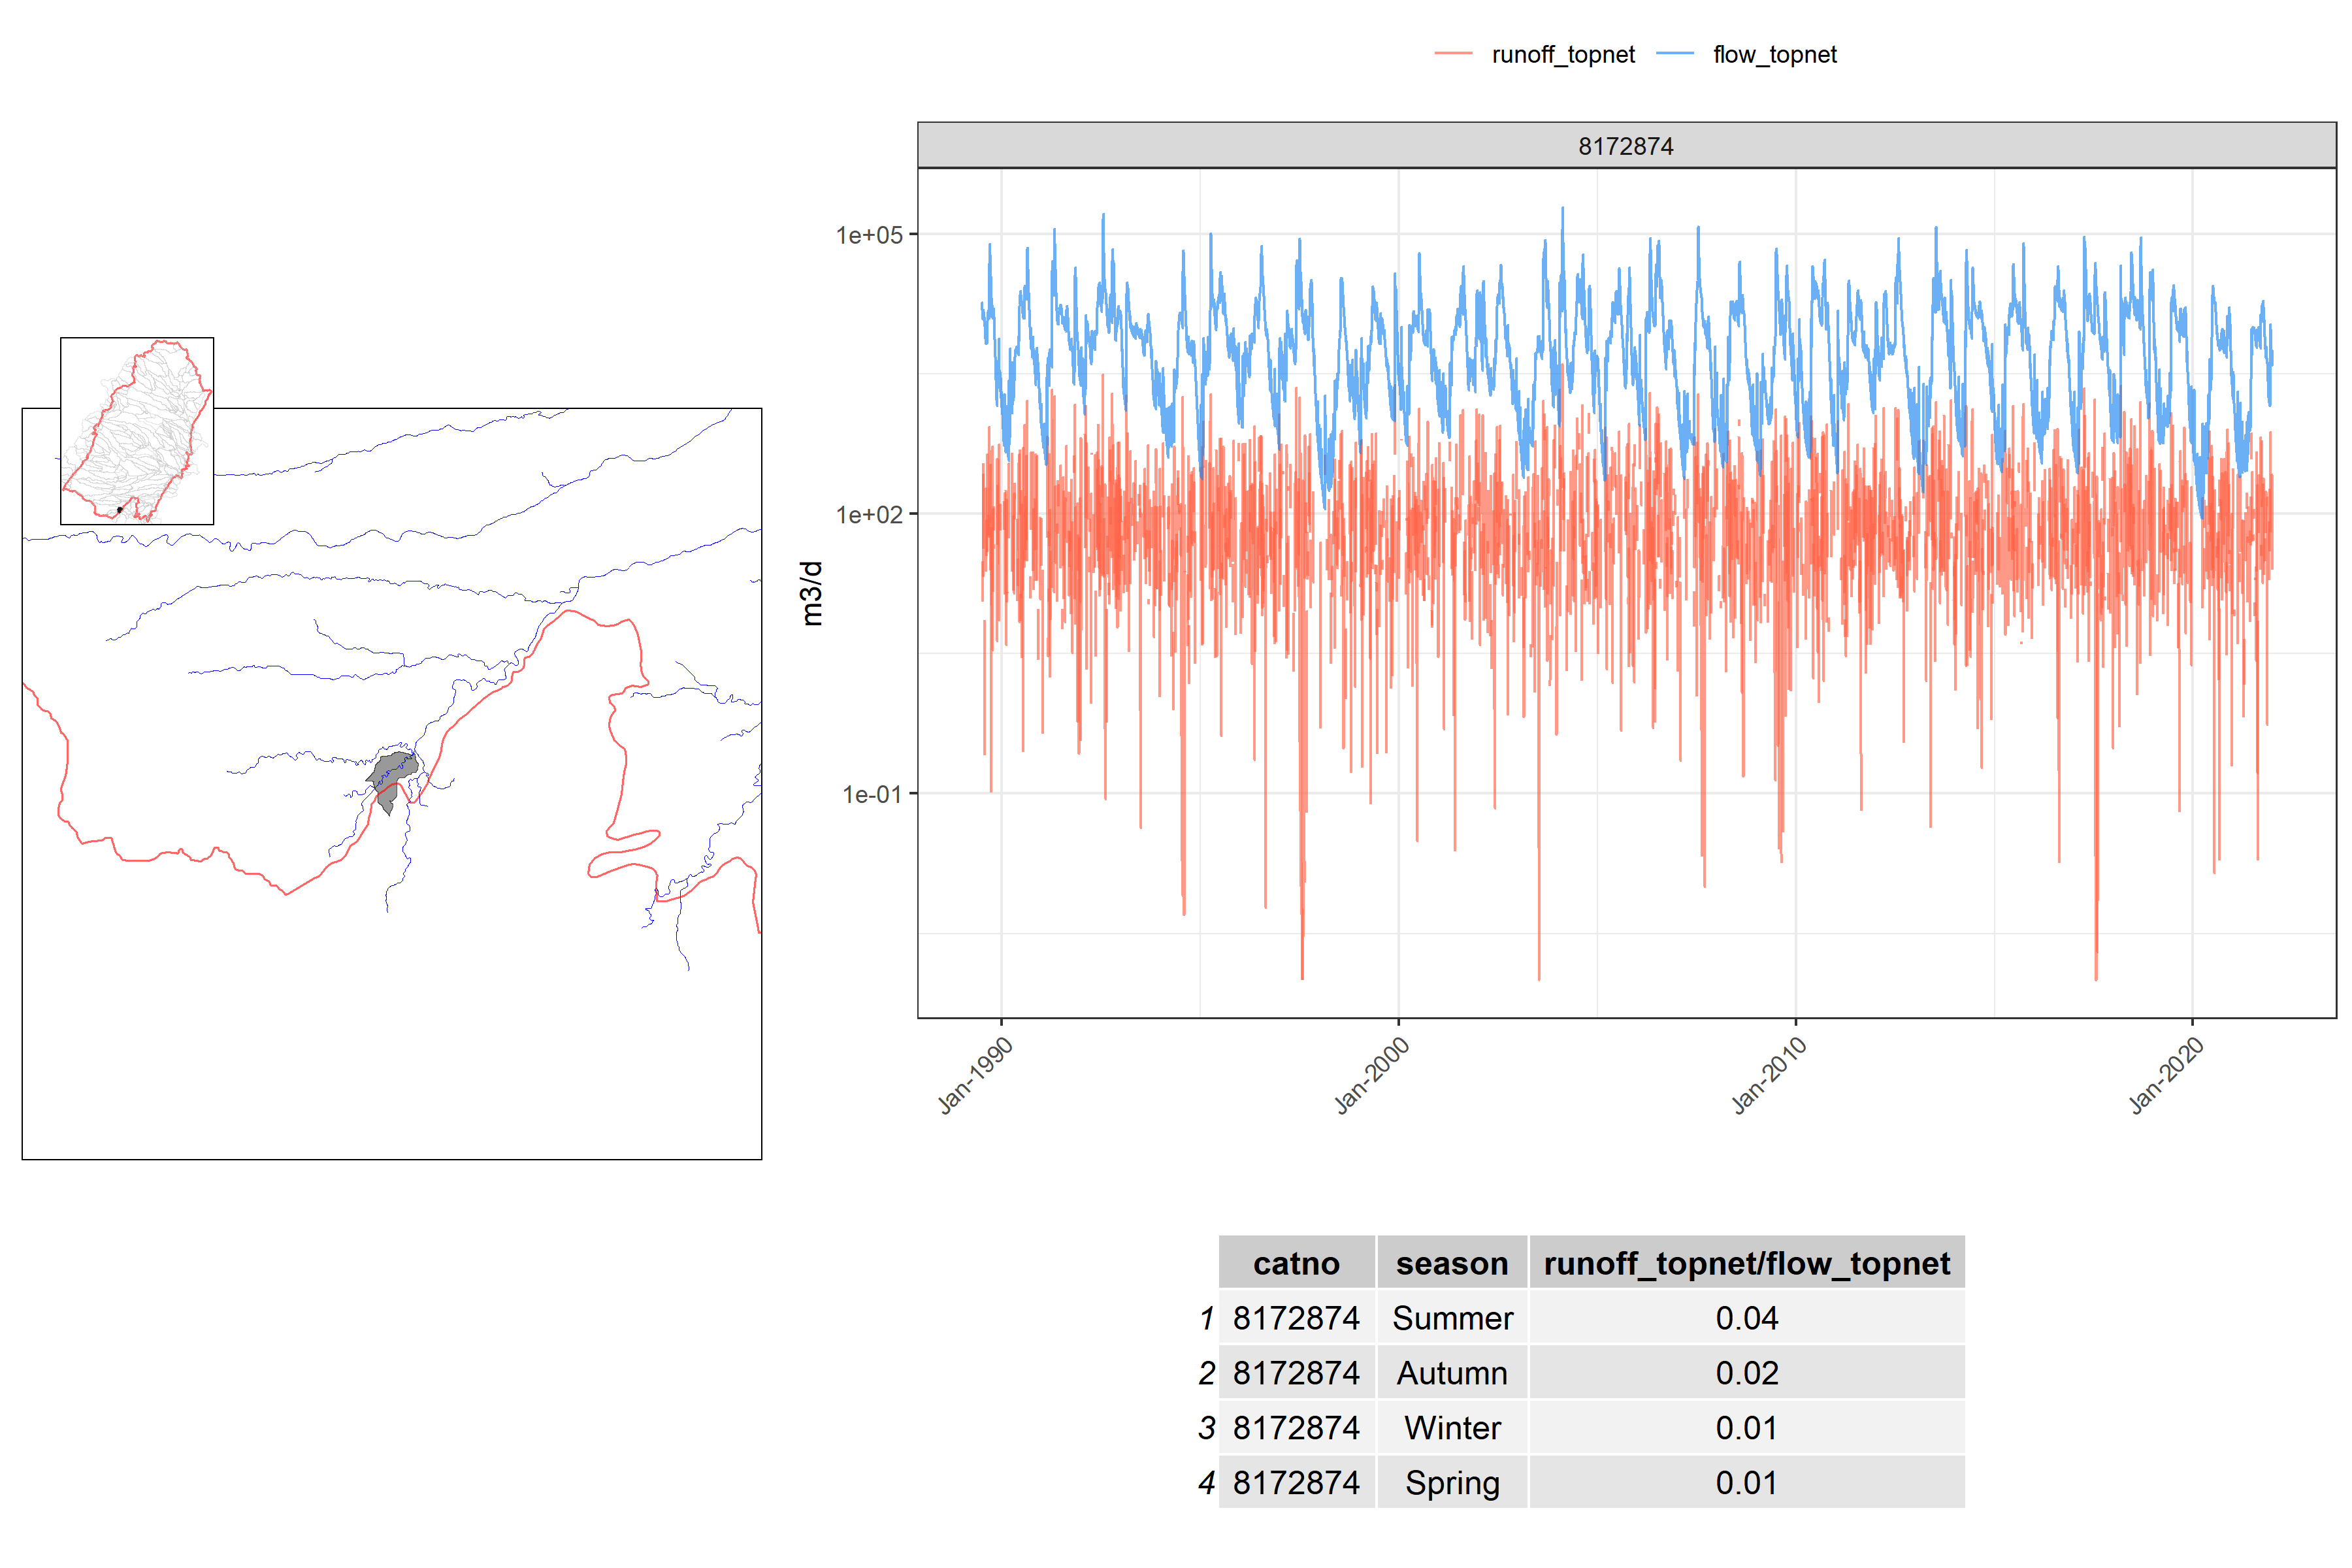 runoff_topnet flow_topnet
8172874
1e+05
1e+02
1e-01
m3/d
Jan-1990 Jan-2000 Jan-2010 Jan-2020
catno season runoff_topnet/flow_topnet
1 8172874 Summer 0.04
2 8172874 Autumn 0.02
3 8172874 Winter 0.01
4 8172874 Spring 0.01